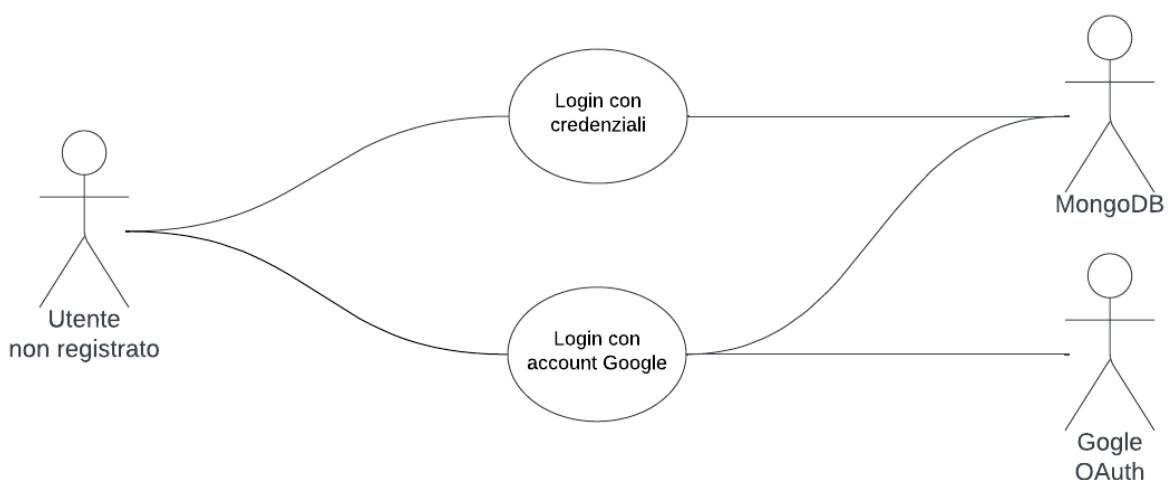 Login con
credenziali
MongoDB
Utente
non registrato
Login con
account Google
Gogle
OAuth